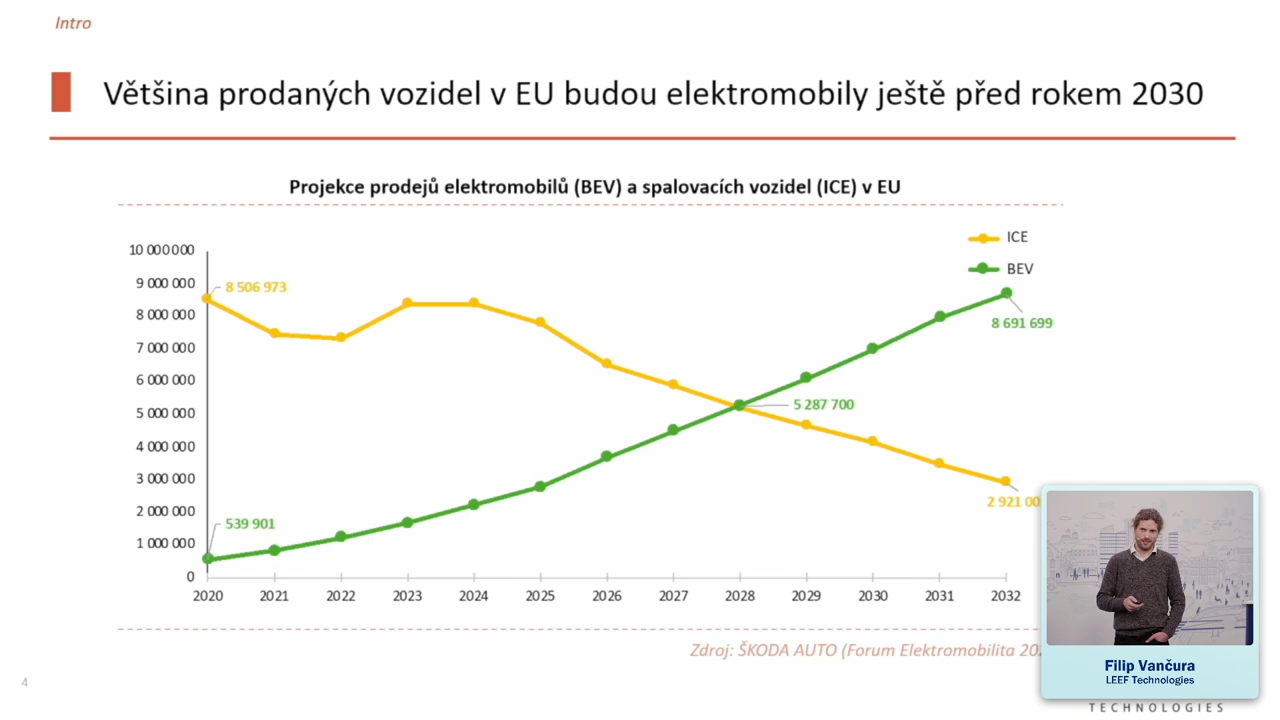 Intro
Většina prodaných vozidel v EU budou elektromobily ještě před rokem 2030
Projekce prodejů elektromobilů (BEV) a spalovacích vozidel (ICE) v EU
ICE
BEV
10 000 000
9 000 000
8 000 000
7 000 000
6 000 000
5 000 000
4 000 000
3 000 000
2 000 000
1 000 000
0
8 506 973
8 691 699
5 287 700
539 901
2 921 00
2020 2021 2022 2023 2024 2025 2026 2027 2028 2029 2030 2031 2032
Zdroj: ŠKODA AUTO (Forum Elektromobilita
Filip Vančura
LEEF Technologies
4
TECHNOLOGIES